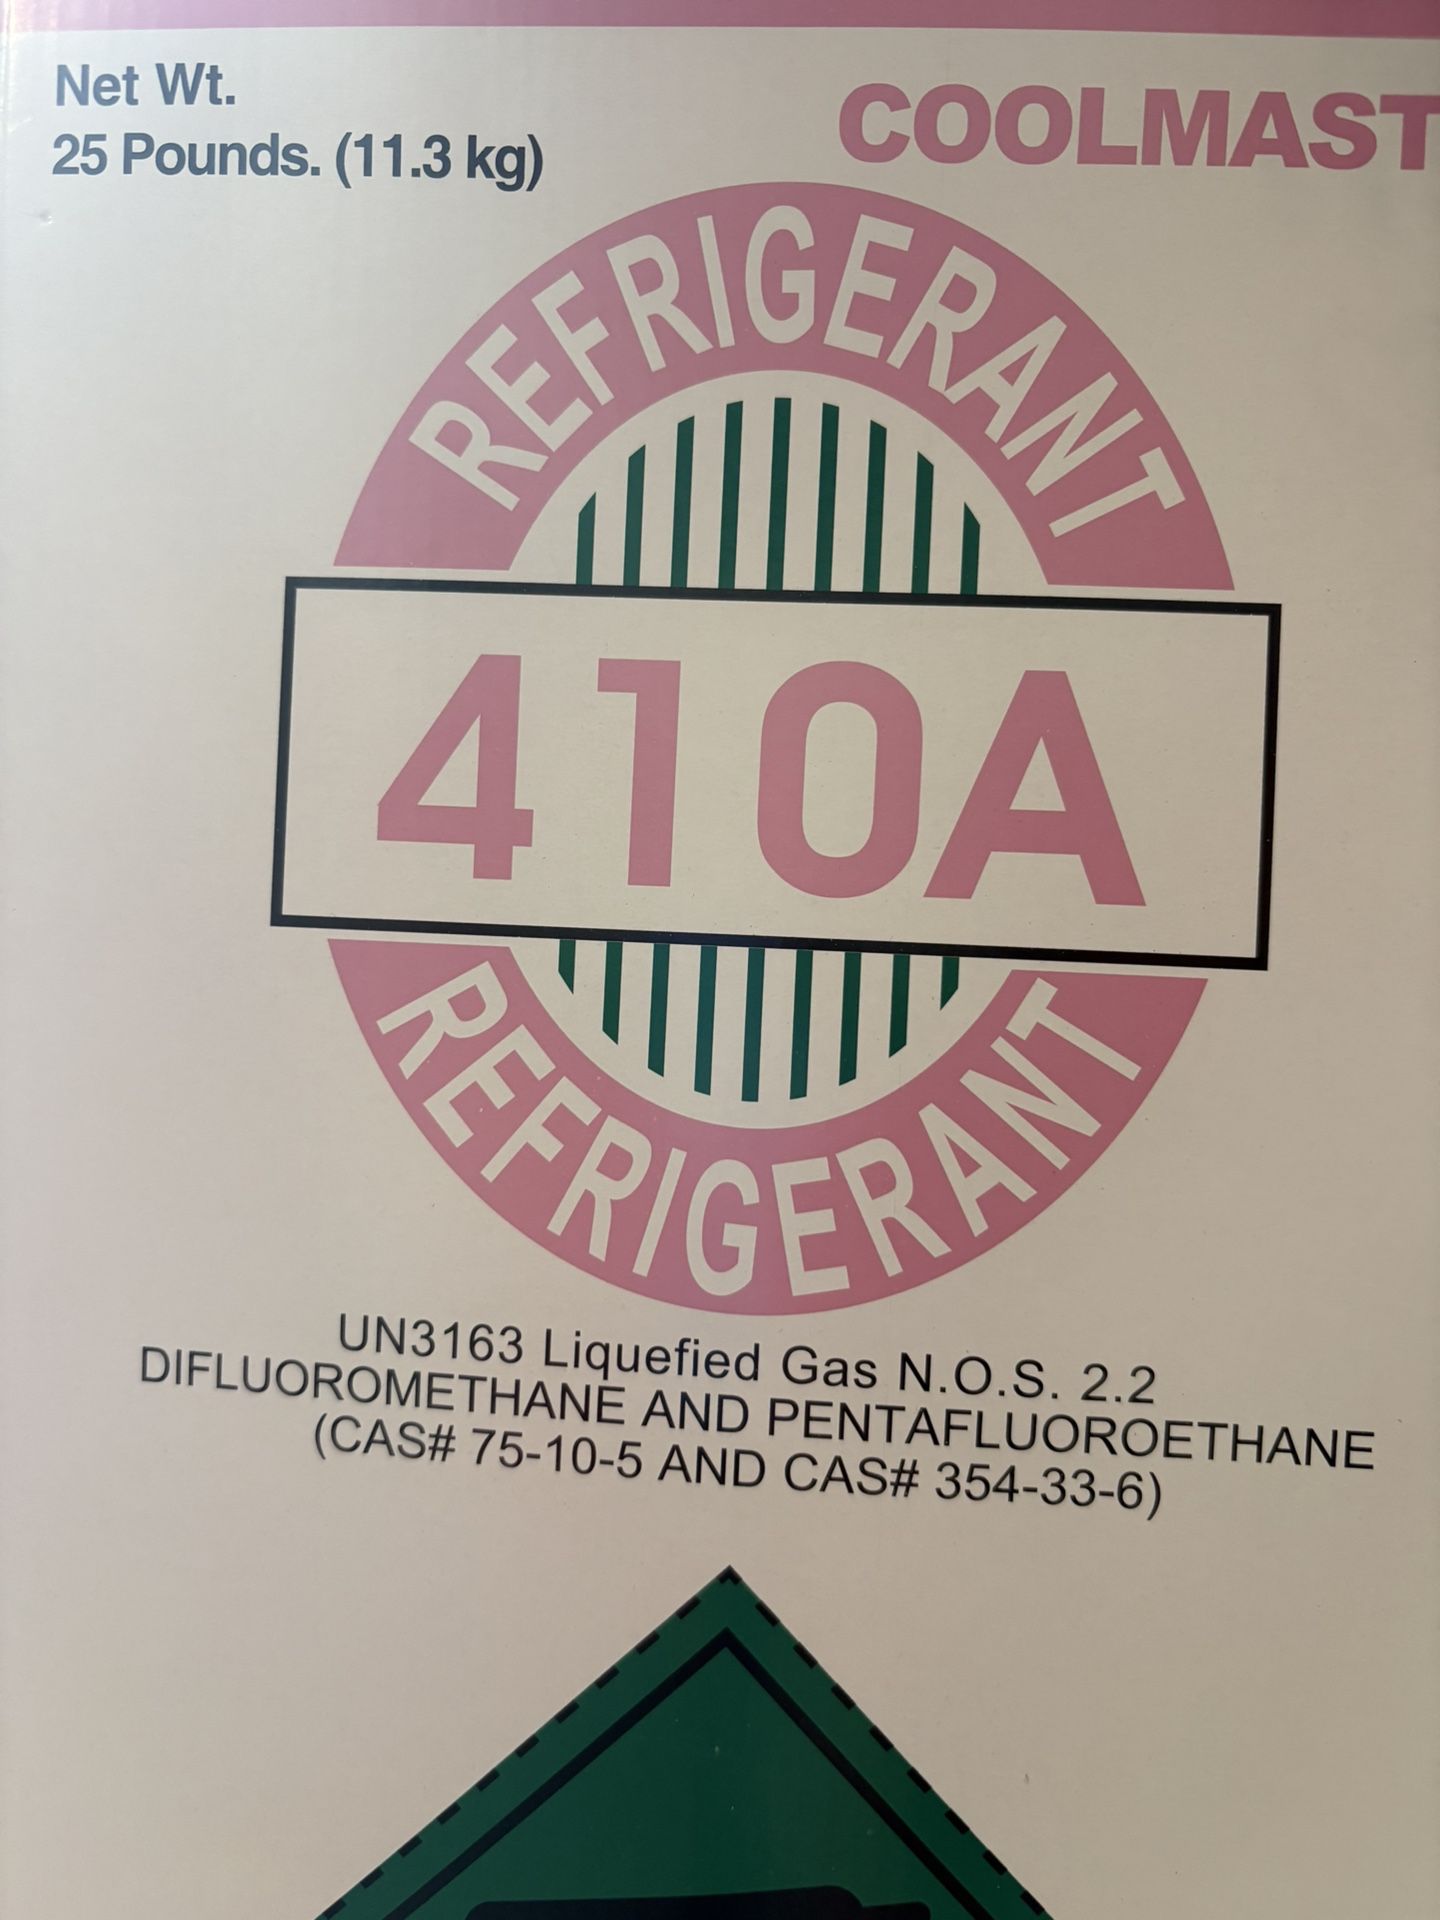 Net Wt.
25 Pounds. (11.3 kg)
COOLMAST
REFRIGERANT
410A
REFRIGERANT
UN3163 Liquefied Gas N.O.S. 2.2
DIFLUOROMETHANE AND PENTAFLUOROETHANE
(CAS# 75-10-5 AND CAS# 354-33-6)